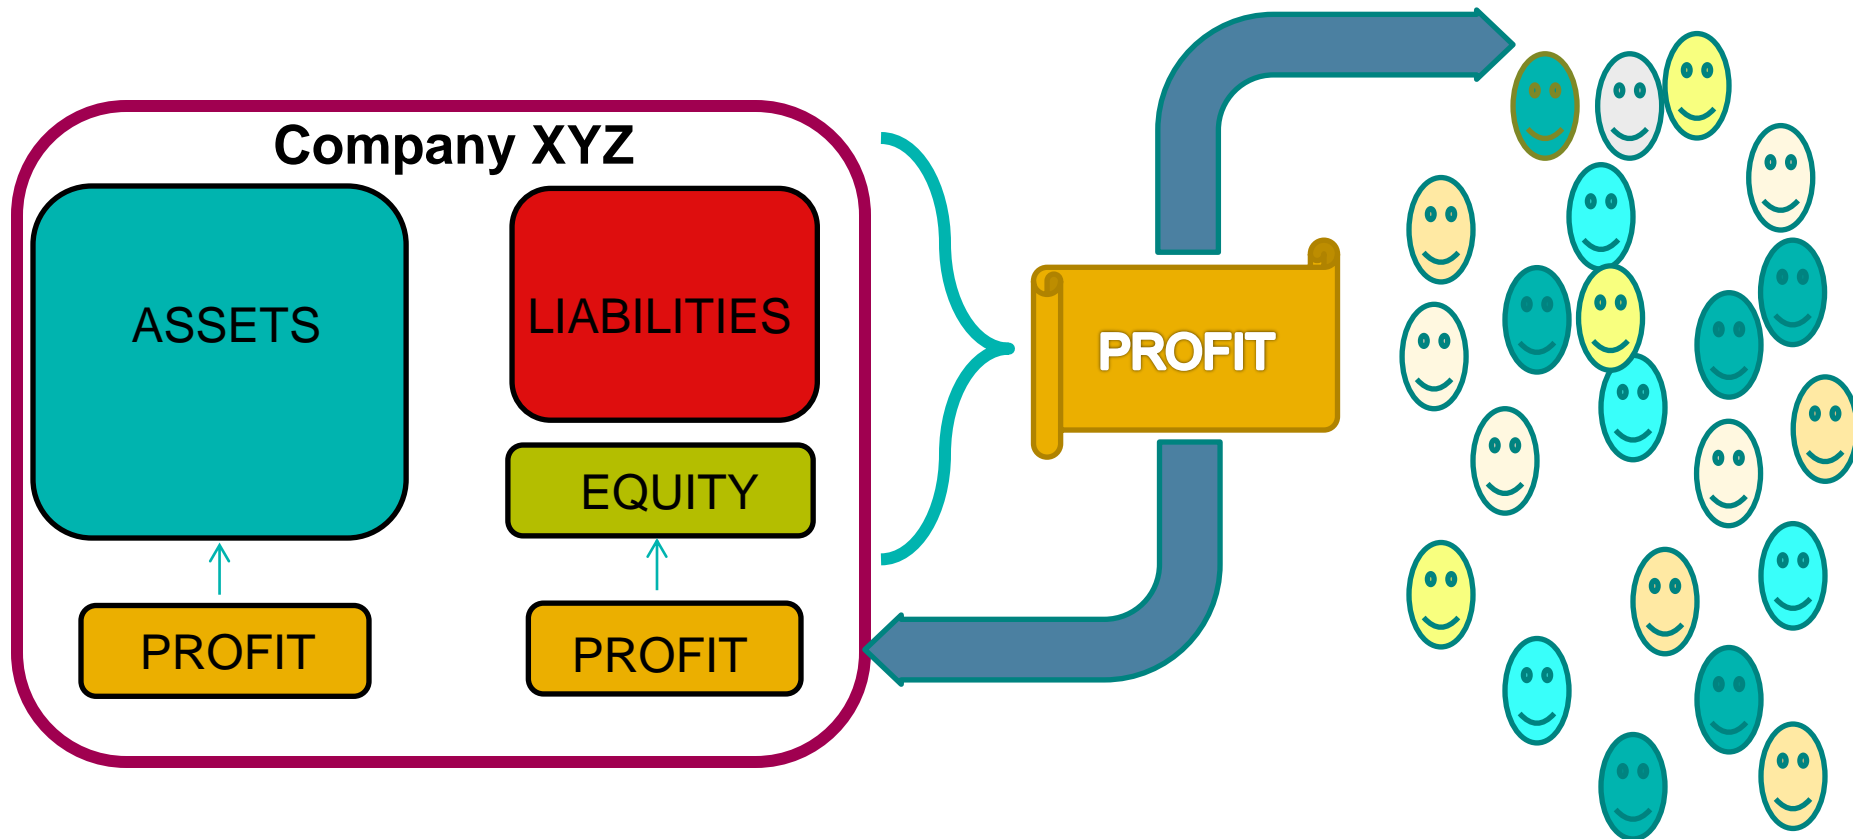 Company XYZ
ASSETS
LIABILITIES
EQUITY
PROFIT
PROFIT
PROFIT